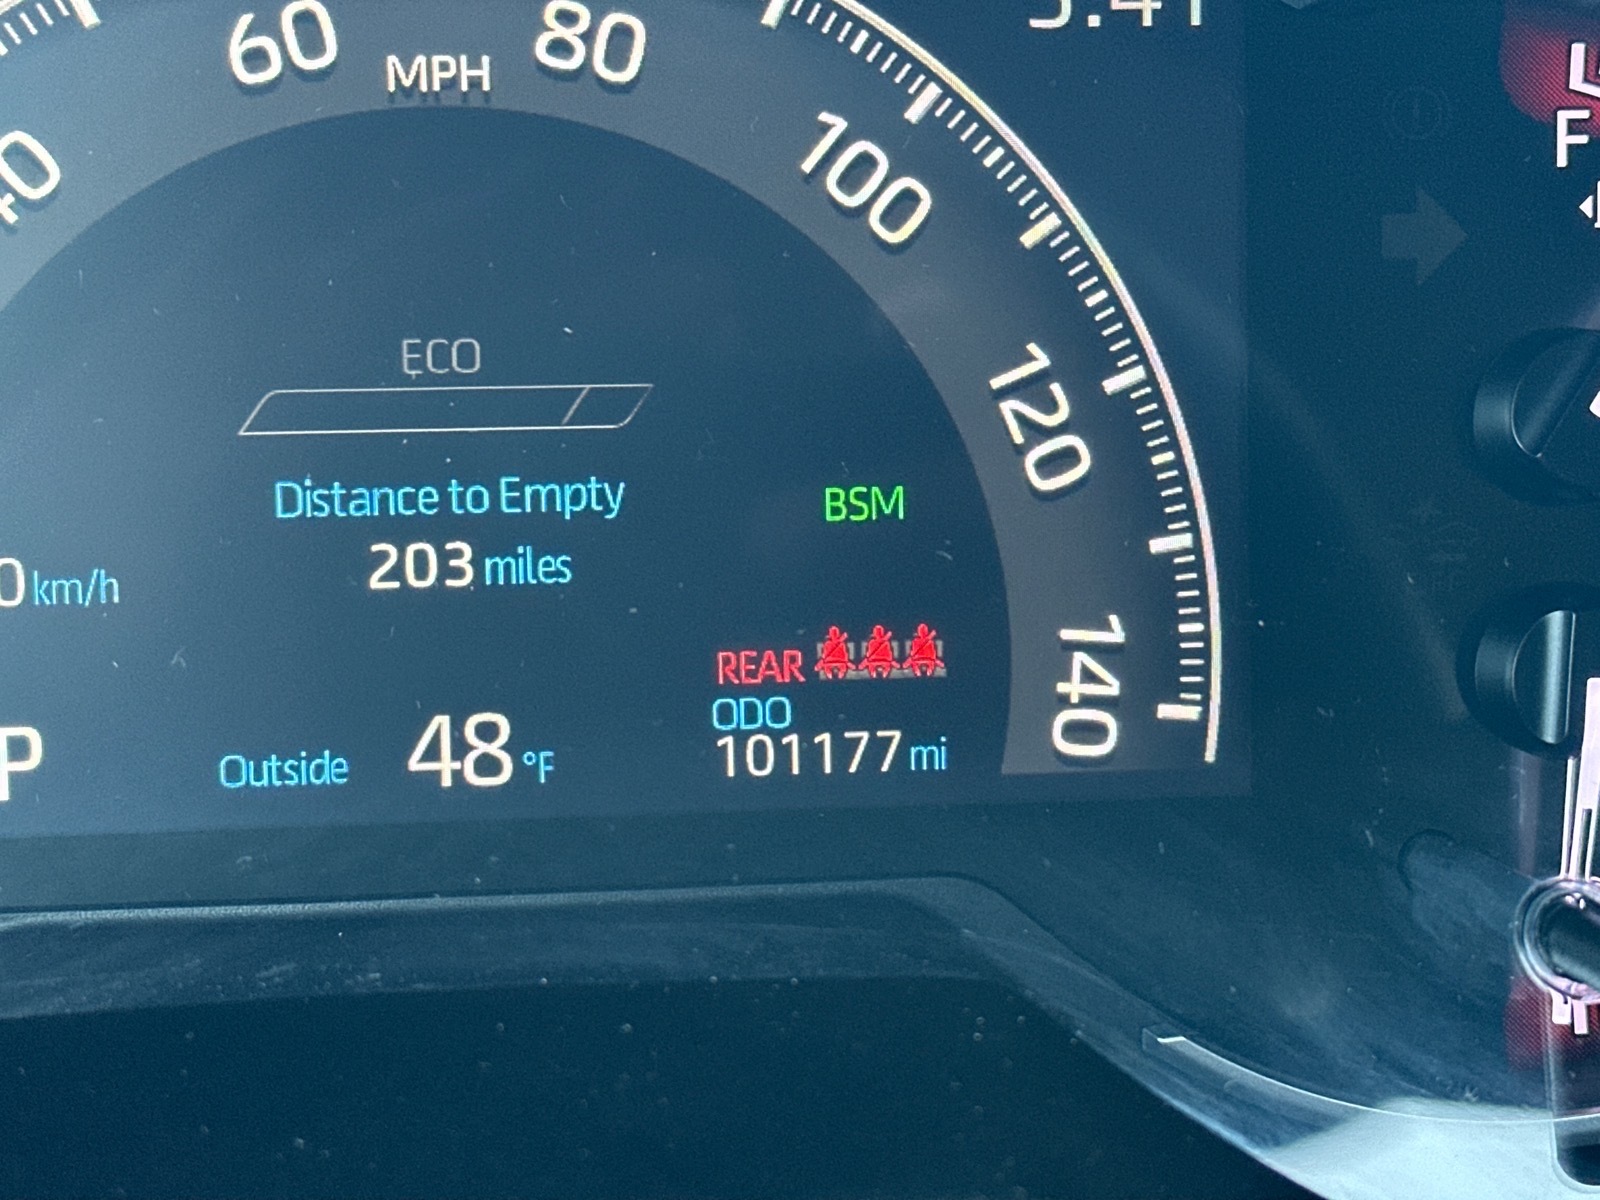 60
MPH
80
100
120
140
ECO
Distance to Empty
203 miles
BSM
km/h
REAR
ODO
101177 mi
P
Outside 48 °F
F